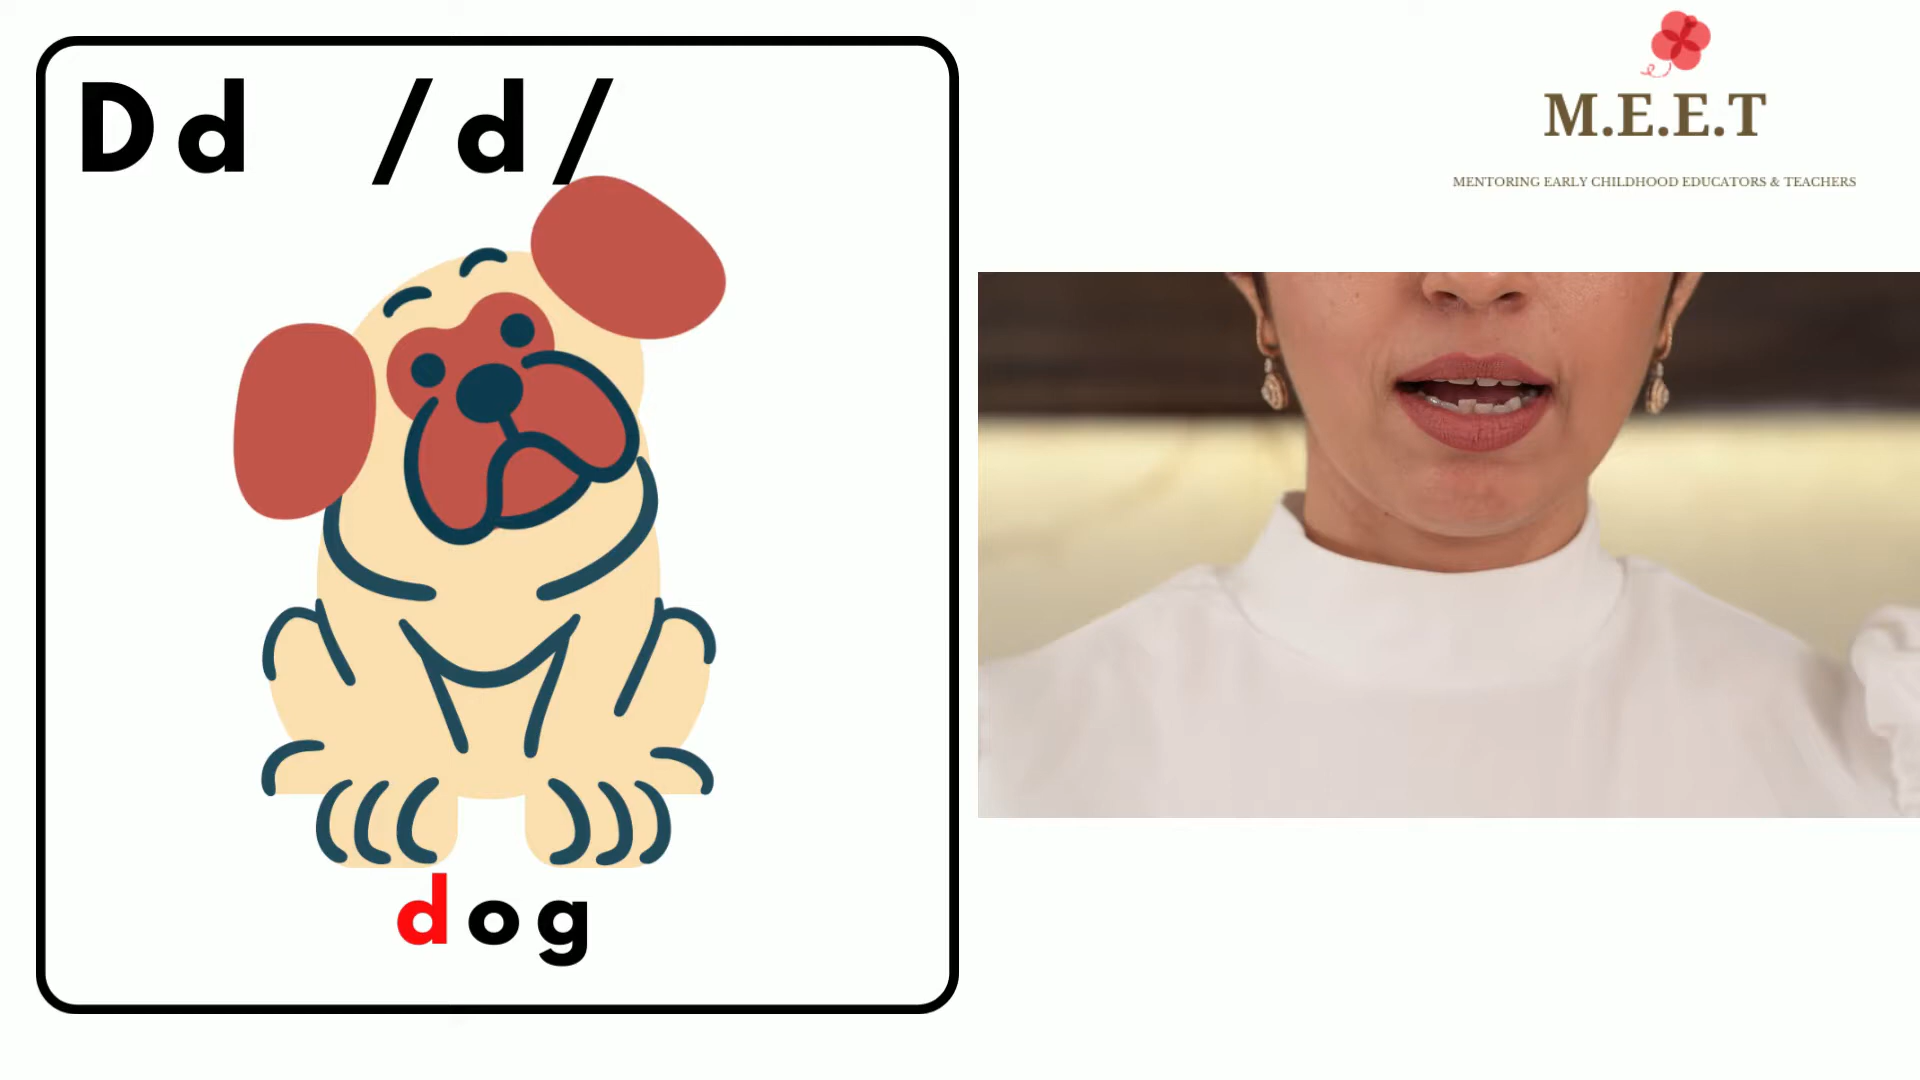 Dd /d/
dog
M.E.E.T
MENTORING EARLY CHILDHOOD EDUCATORS & TEACHERS